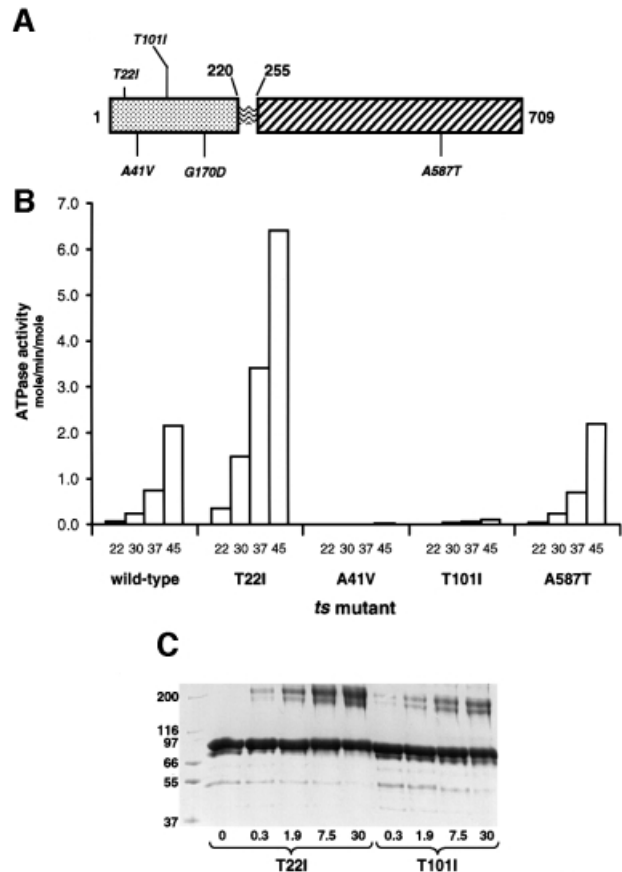 A
T101I
T22I
220 255
1
709
A41V G170D A587T
B
7.0
6.0
5.0
4.0
3.0
2.0
1.0
0.0
ATPase activity
mole/min/mole
22 30 37 45 22 30 37 45 22 30 37 45 22 30 37 45 22 30 37 45
wild-type T22I A41V T101I A587T
ts mutant
C
200
116
97
66
55
37
0 0.3 1.9 7.5 30 0.3 1.9 7.5 30
T22I T101I